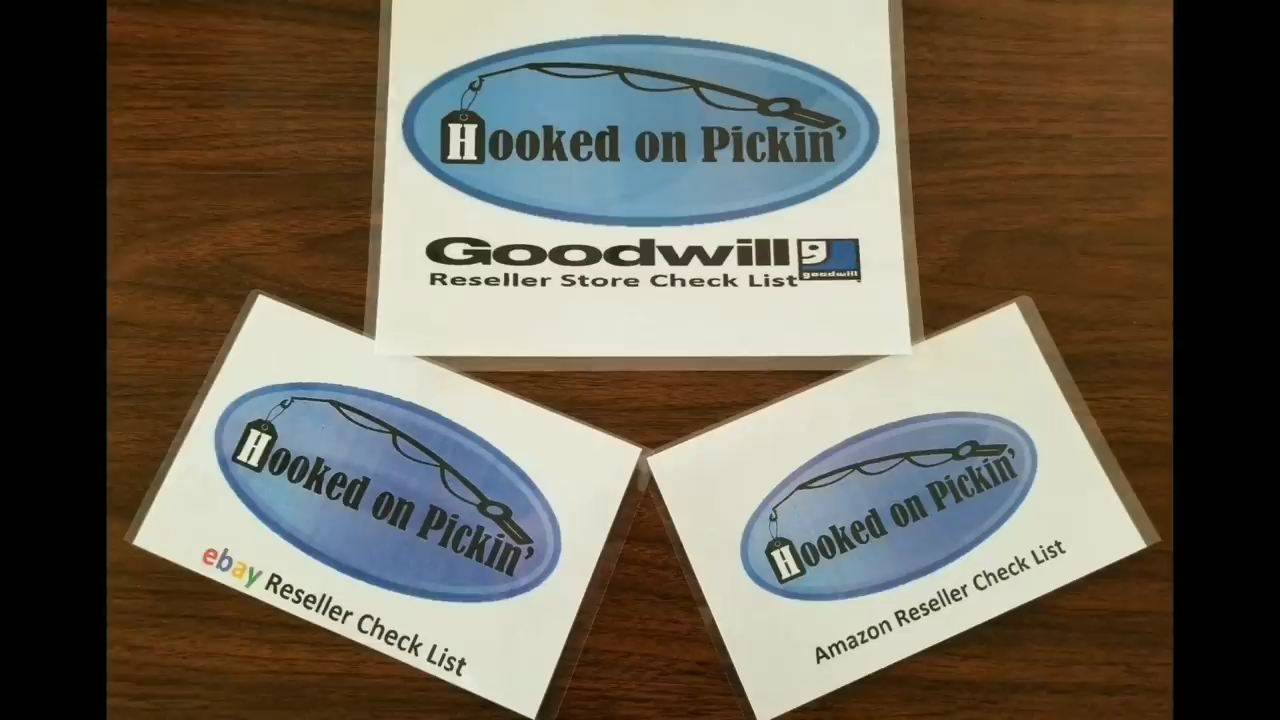 Hooked on Pickin'
Goodwill g
goodwill
Reseller Store Check List
Hooked on Pickin'
ebay Reseller Check List
Hooked on Pickin'
Amazon Reseller Check List